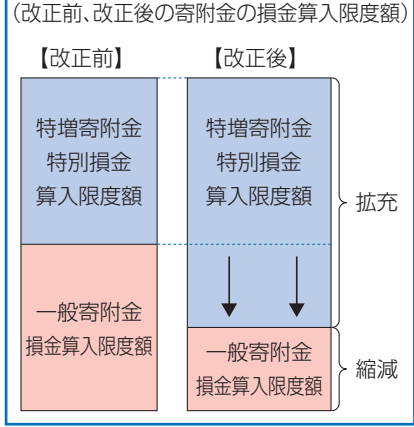 (改正前、改正後の寄附金の損金算入限度額)
【改正前】
【改正後】
特増寄附金
特別損金
算入限度額
特増寄附金
特別損金
算入限度額
拡充
一般寄附金
損金算入限度額
一般寄附金
損金算入限度額
縮減